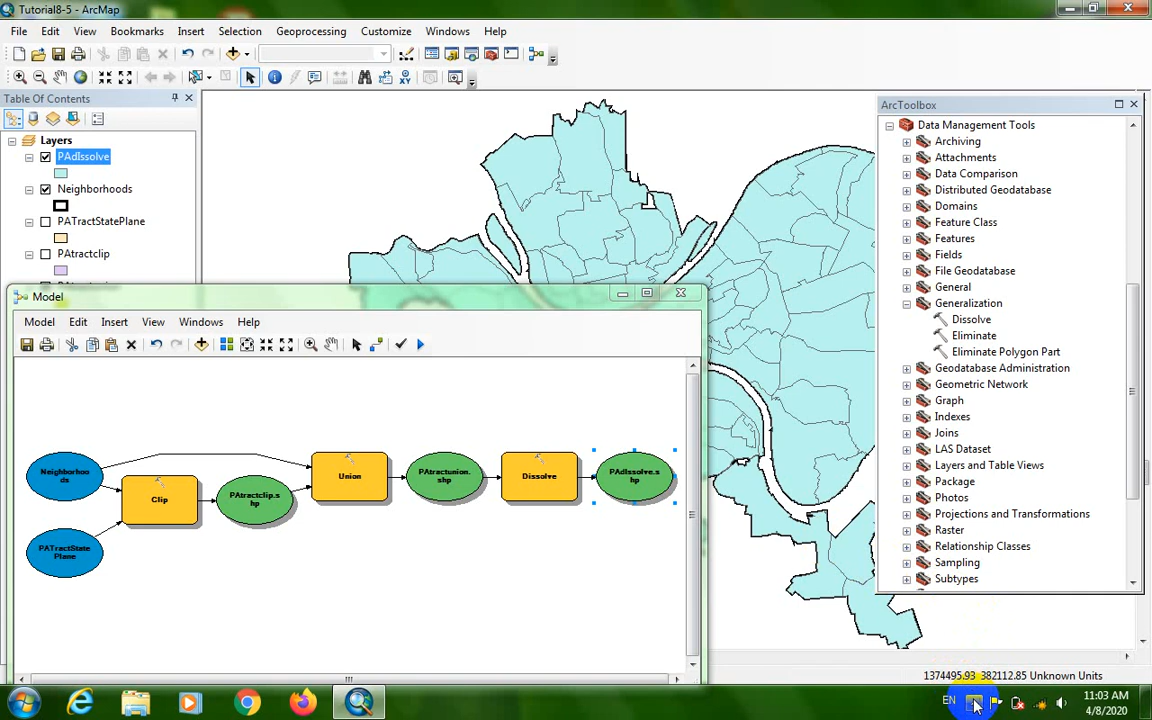 Tutorial8-5 - ArcMap
File Edit View Bookmarks Insert Selection Geoprocessing Customize Windows Help
Table Of Contents
Layers
PAdIssolve
Neighborhoods
PATractStatePlane
PAtractclip
ArcToolbox
Data Management Tools
Archiving
Attachments
Data Comparison
Distributed Geodatabase
Domains
Feature Class
Features
Fields
File Geodatabase
General
Generalization
Dissolve
Eliminate
Eliminate Polygon Part
Geodatabase Administration
Geometric Network
Graph
Indexes
Joins
LAS Dataset
Layers and Table Views
Package
Photos
Projections and Transformations
Raster
Relationship Classes
Sampling
Subtypes
Model
Model Edit Insert View Windows Help
Neighborhoo
ds
PATractState
Plane
Clip
PAtractclip.s
hp
Union
PAtractunion.
shp
Dissolve
PAdIssolve.s
hp
1374495.93 382112.85 Unknown Units
EN
11:03 AM
4/8/2020